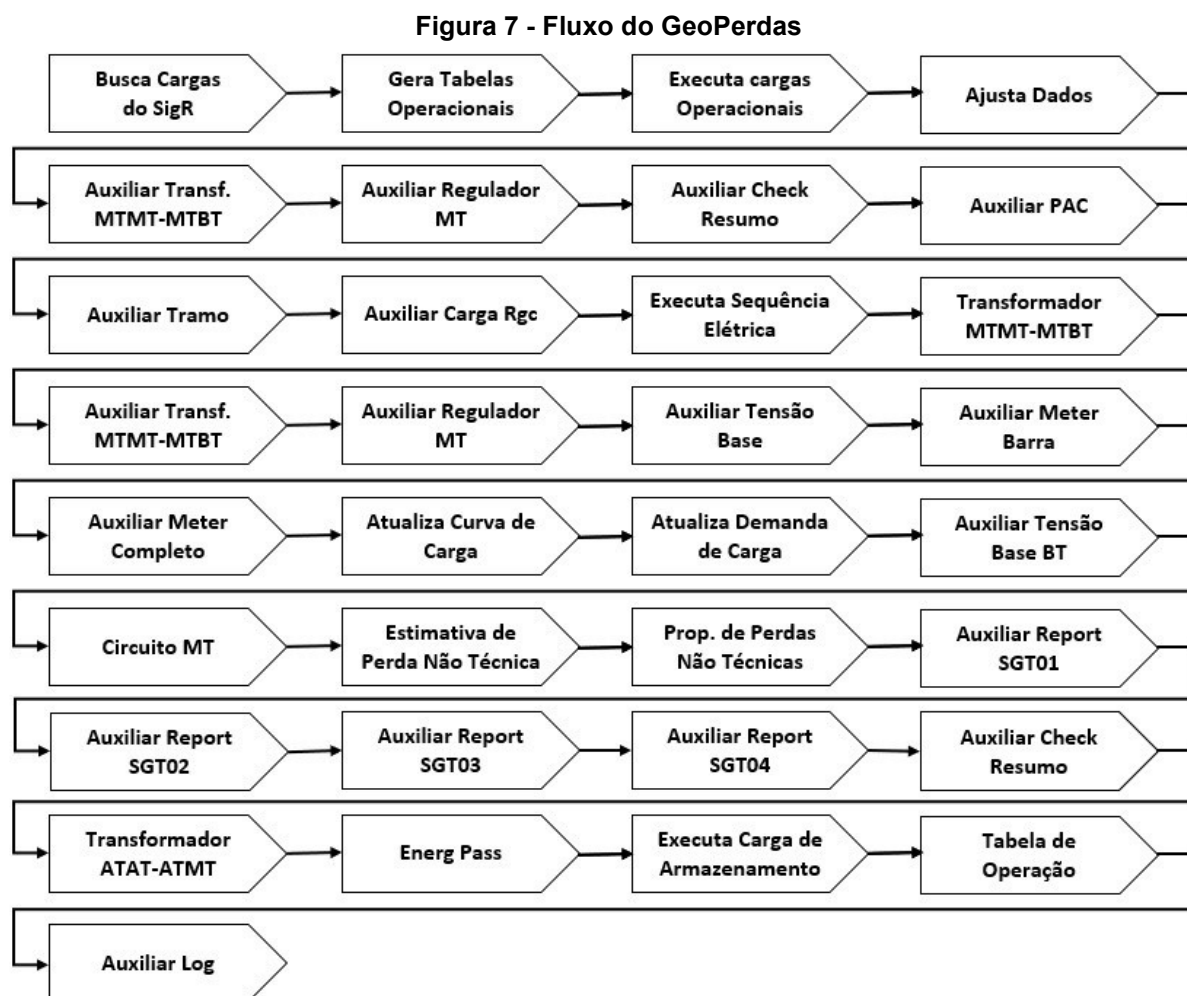 Figura 7 - Fluxo do GeoPerdas
Busca Cargas
do SigR
Gera Tabelas
Operacionais
Executa cargas
Operacionais
Ajusta Dados
Auxiliar Transf.
MTMT-MTBT
Auxiliar Regulador
MT
Auxiliar Check
Resumo
Auxiliar PAC
Auxiliar Tramo
Auxiliar Carga Rgc
Executa Sequência
Elétrica
Transformador
MTMT-MTBT
Auxiliar Transf.
MTMT-MTBT
Auxiliar Regulador
MT
Auxiliar Tensão
Base
Auxiliar Meter
Barra
Auxiliar Meter
Completo
Atualiza Curva de
Carga
Atualiza Demanda
de Carga
Auxiliar Tensão
Base BT
Circuito MT
Estimativa de
Perda Não Técnica
Prop. de Perdas
Não Técnicas
Auxiliar Report
SGT01
Auxiliar Report
SGT02
Auxiliar Report
SGT03
Auxiliar Report
SGT04
Auxiliar Check
Resumo
Transformador
ATAT-ATMT
Energ Pass
Executa Carga de
Armazenamento
Tabela de
Operação
Auxiliar Log